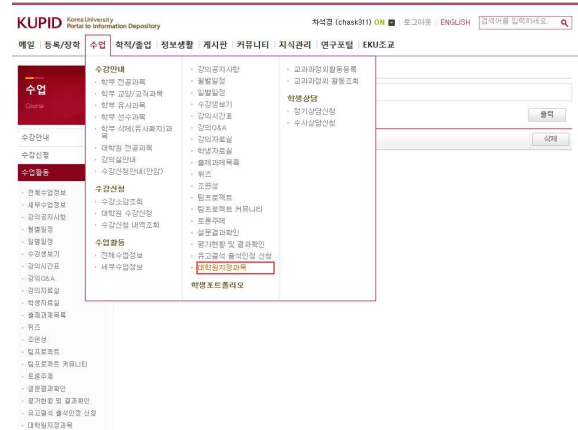 KUPID Korea University
Portal to Information Depository
차석경 (chask311) ON 로그아웃 ENGLISH 검색어를 입력하세요.
메일 등록/장학 수업 학적/졸업 정보생활 게시판 커뮤니티 지식관리 연구포털 EKU조교
수업
Course
수강안내
수강신청
수업활동
· 전체수업정보
· 세부수업정보
· 강의공지사항
· 월별일정
· 일별일정
· 수강생보기
· 강의시간표
· 강의Q&A
· 강의자료실
· 학생자료실
· 출제과제목록
· 퀴즈
· 조편성
· 팀프로젝트
· 팀프로젝트 커뮤니티
· 토론주제
· 설문결과확인
· 평가현황 및 결과확인
· 유고결석 출석인정 신청
· 대학원지정과목
수강안내
· 학부 전공과목
· 학부 교양/교직과목
· 학부 유사과목
· 학부 선수과목
· 학부 삭제(유사폐지)과
목
· 대학원 전공과목
· 강의실안내
· 수강신청안내(안암)
수강신청
· 수강소감조회
· 대학원 수강신청
· 수강신청 내역조회
수업활동
· 전체수업정보
· 세부수업정보
· 강의공지사항
· 월별일정
· 일별일정
· 수강생보기
· 강의시간표
· 강의Q&A
· 강의자료실
· 학생자료실
· 출제과제목록
· 퀴즈
· 조편성
· 팀프로젝트
· 팀프로젝트 커뮤니티
· 토론주제
· 설문결과확인
· 평가현황 및 결과확인
· 유고결석 출석인정 신청
· 대학원지정과목
학생포트폴리오
· 교과과정외활동등록
· 교과과정외 활동조회
학생상담
· 정기상담신청
· 수시상담신청
출력
삭제